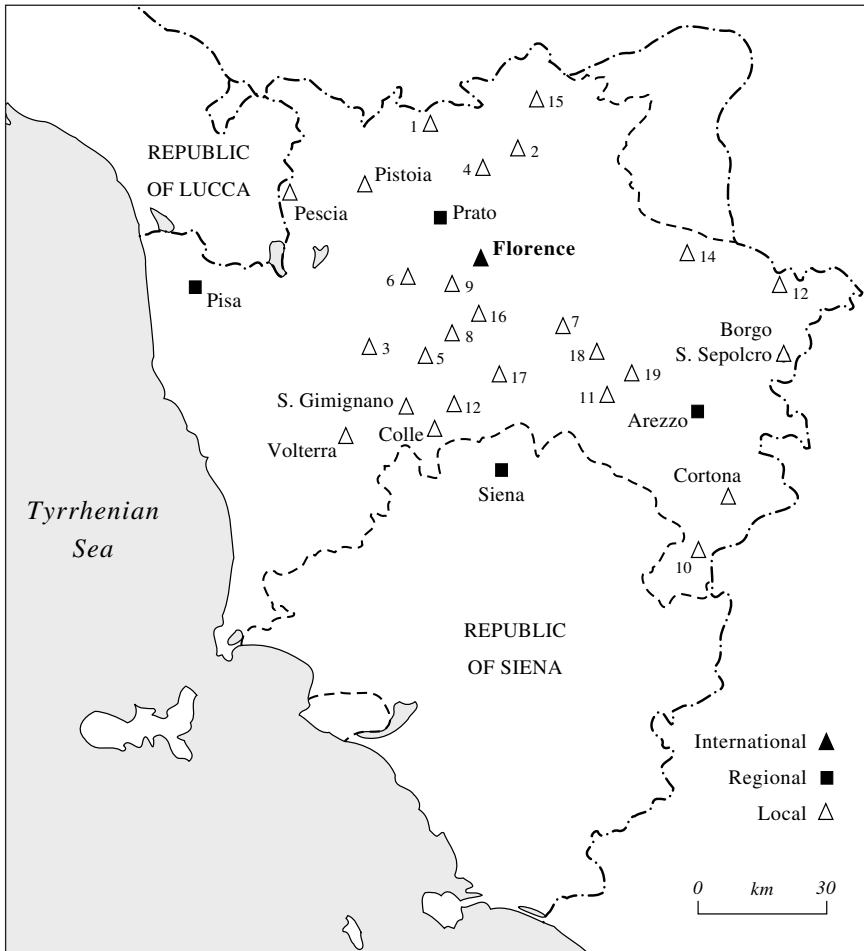 15
1
REPUBLIC
OF LUCCA
2
4
Pistoia
Pescia
Prato
Florence
14
6
9
12
Pisa
16
7
Borgo
S. Sepolcro
8
3
5
18
17
19
S. Gimignano
12
11
Arezzo
Colle
Volterra
Cortona
Siena
Tyrrhenian
Sea
10
REPUBLIC
OF SIENA
International
Regional
Local
0 km 30